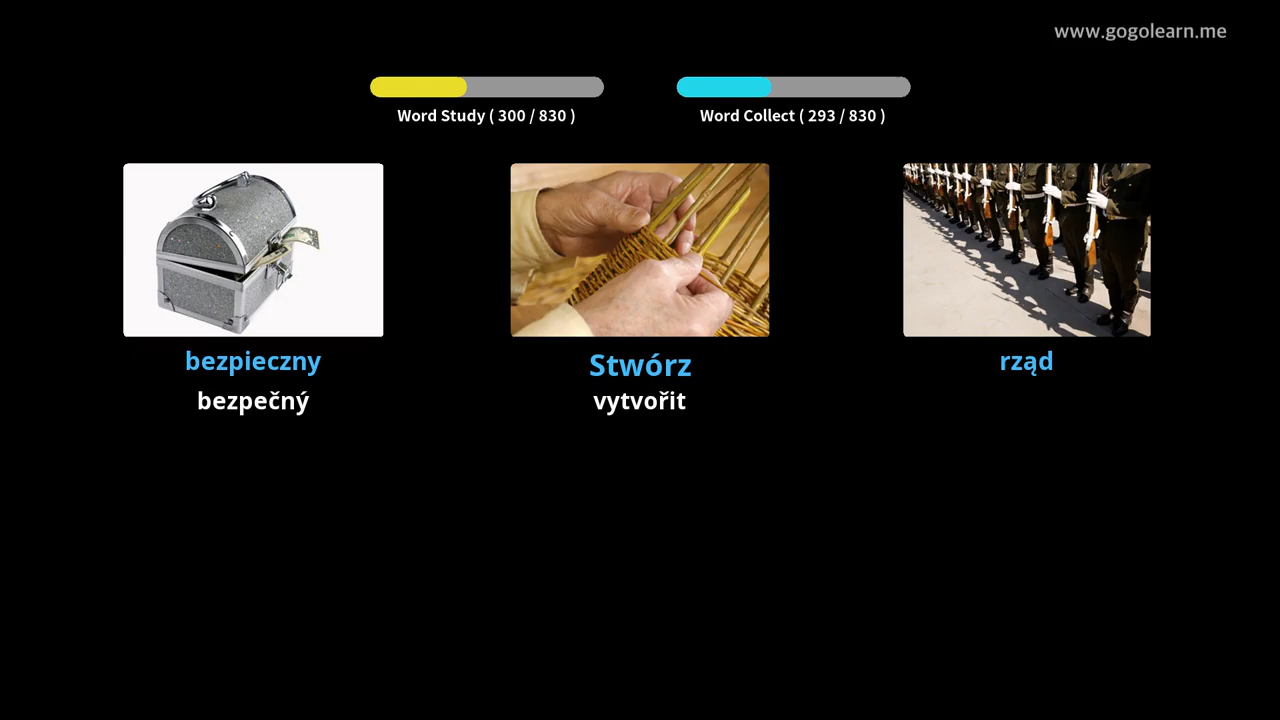 www.gogolearn.me
Word Study ( 300 / 830 )
Word Collect ( 293 / 830 )
bezpieczny
bezpečný
Stwórz
vytvořit
rząd